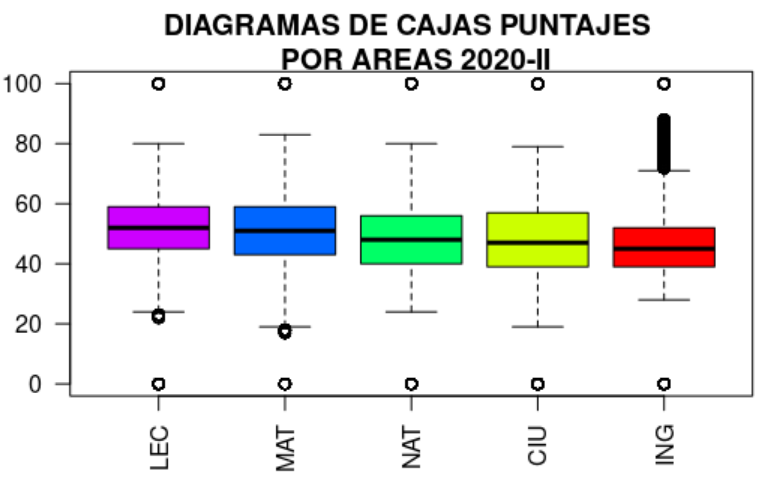 DIAGRAMAS DE CAJAS PUNTAJES
POR AREAS 2020-II
100
80
60
40
20
0
LEC
MAT
NAT
CIU
ING